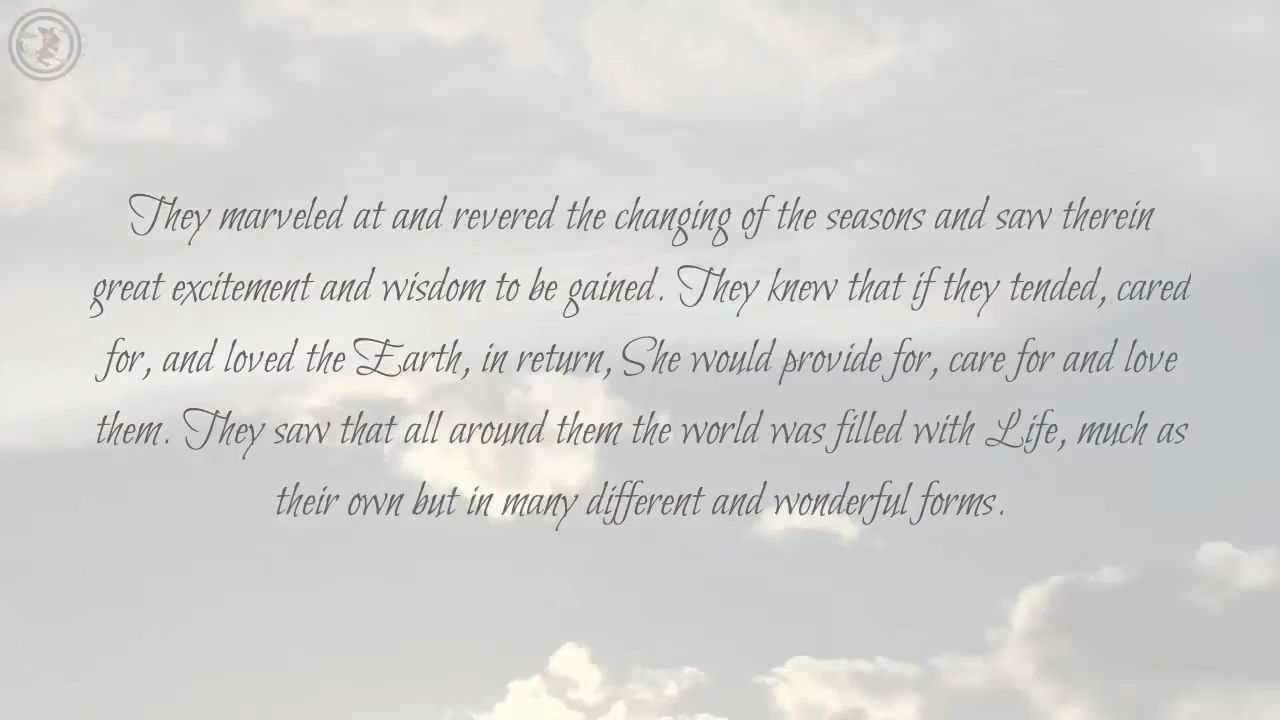 They marveled at and revered the changing of the seasons and saw therein
great excitement and wisdom to be gained. They knew that if they tended, cared
for, and loved the Earth, in return, She would provide for, care for and love
them. They saw that all around them the world was filled with Life, much as
their own but in many different and wonderful forms.